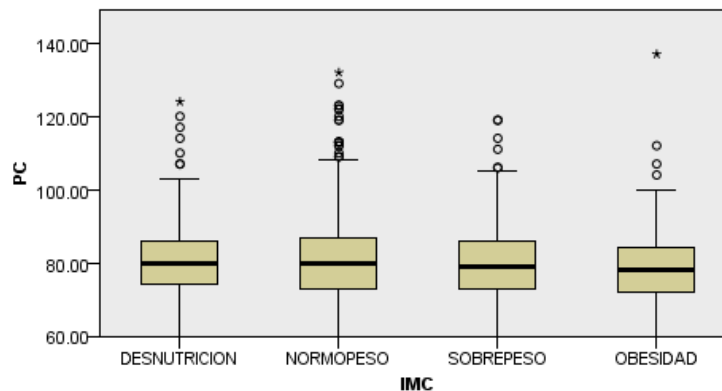 140.00
120.00
100.00
80.00
60.00
PC
DESNUTRICION NORMOPESO SOBREPESO OBESIDAD
IMC